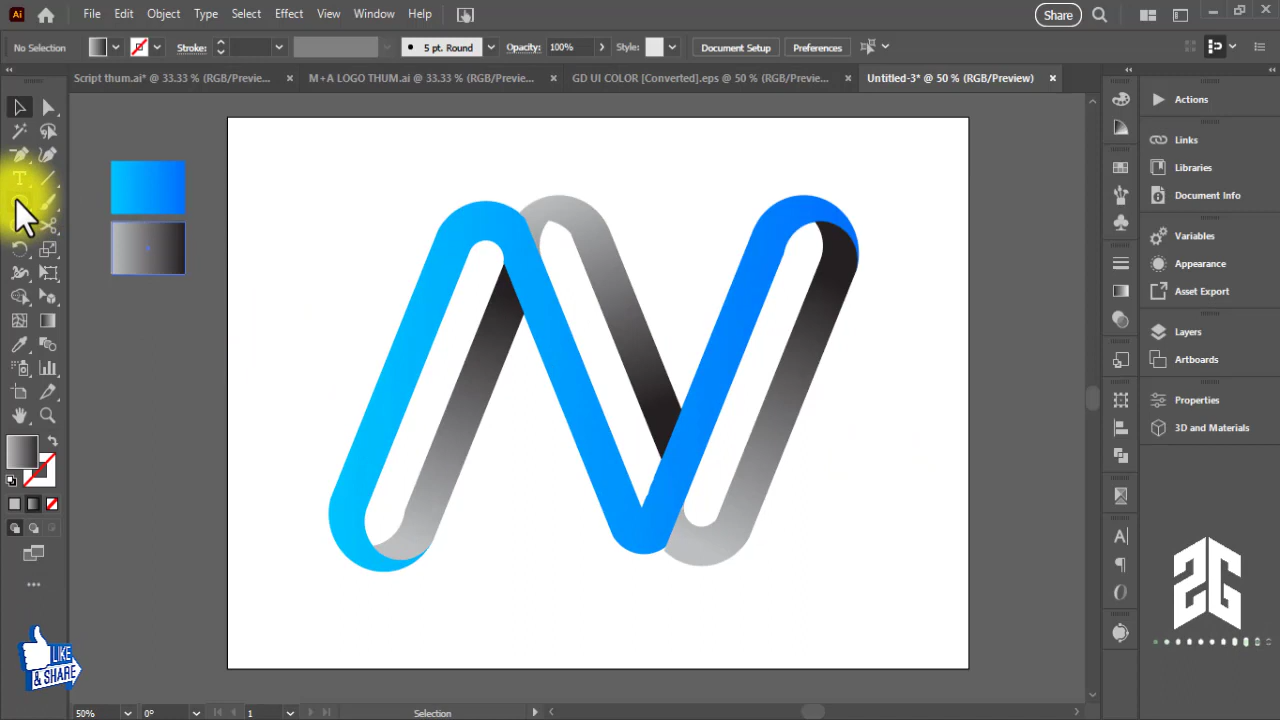 Ai File Edit Object Type Select Effect View Window Help Share
No Selection Stroke: 5 pt. Round Opacity: 100% Style: Document Setup Preferences
Script thum.ai* @ 33.33 % (RGB/Previe... × M+A LOGO THUM.ai @ 33.33 % (RGB/Previe... × GD UI COLOR [Converted].eps @ 50 % (RGB/Previe... × Untitled-3* @ 50 % (RGB/Preview) ×
Actions
Links
Libraries
Document Info
Variables
Appearance
Asset Export
Layers
Artboards
Properties
3D and Materials
SG
LIKE
& SHARE
50% 0° 1 Selection